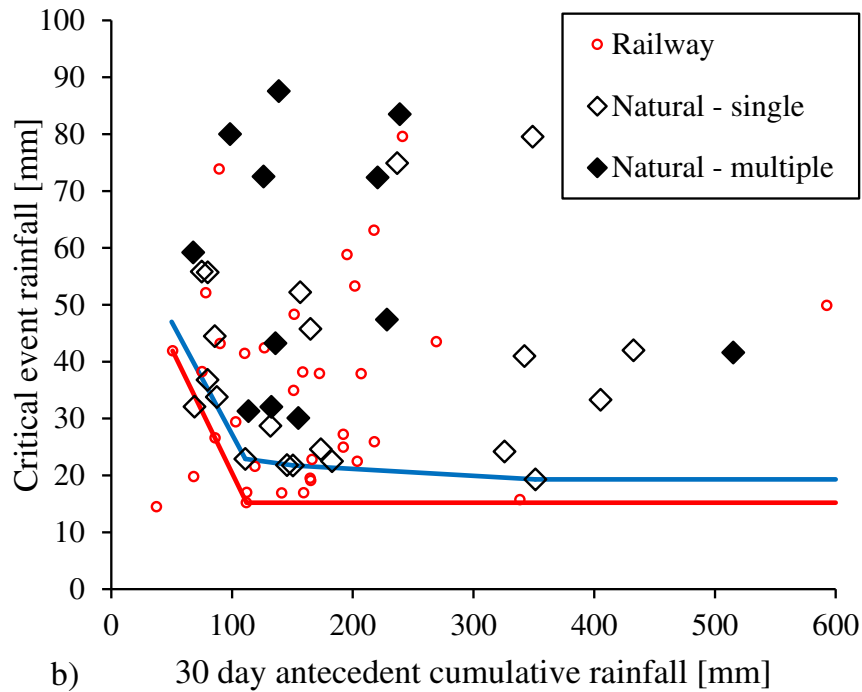 100
90
80
70
60
50
40
30
20
10
0
Critical event rainfall [mm]
Railway
Natural - single
Natural - multiple
0 100 200 300 400 500 600
b) 30 day antecedent cumulative rainfall [mm]